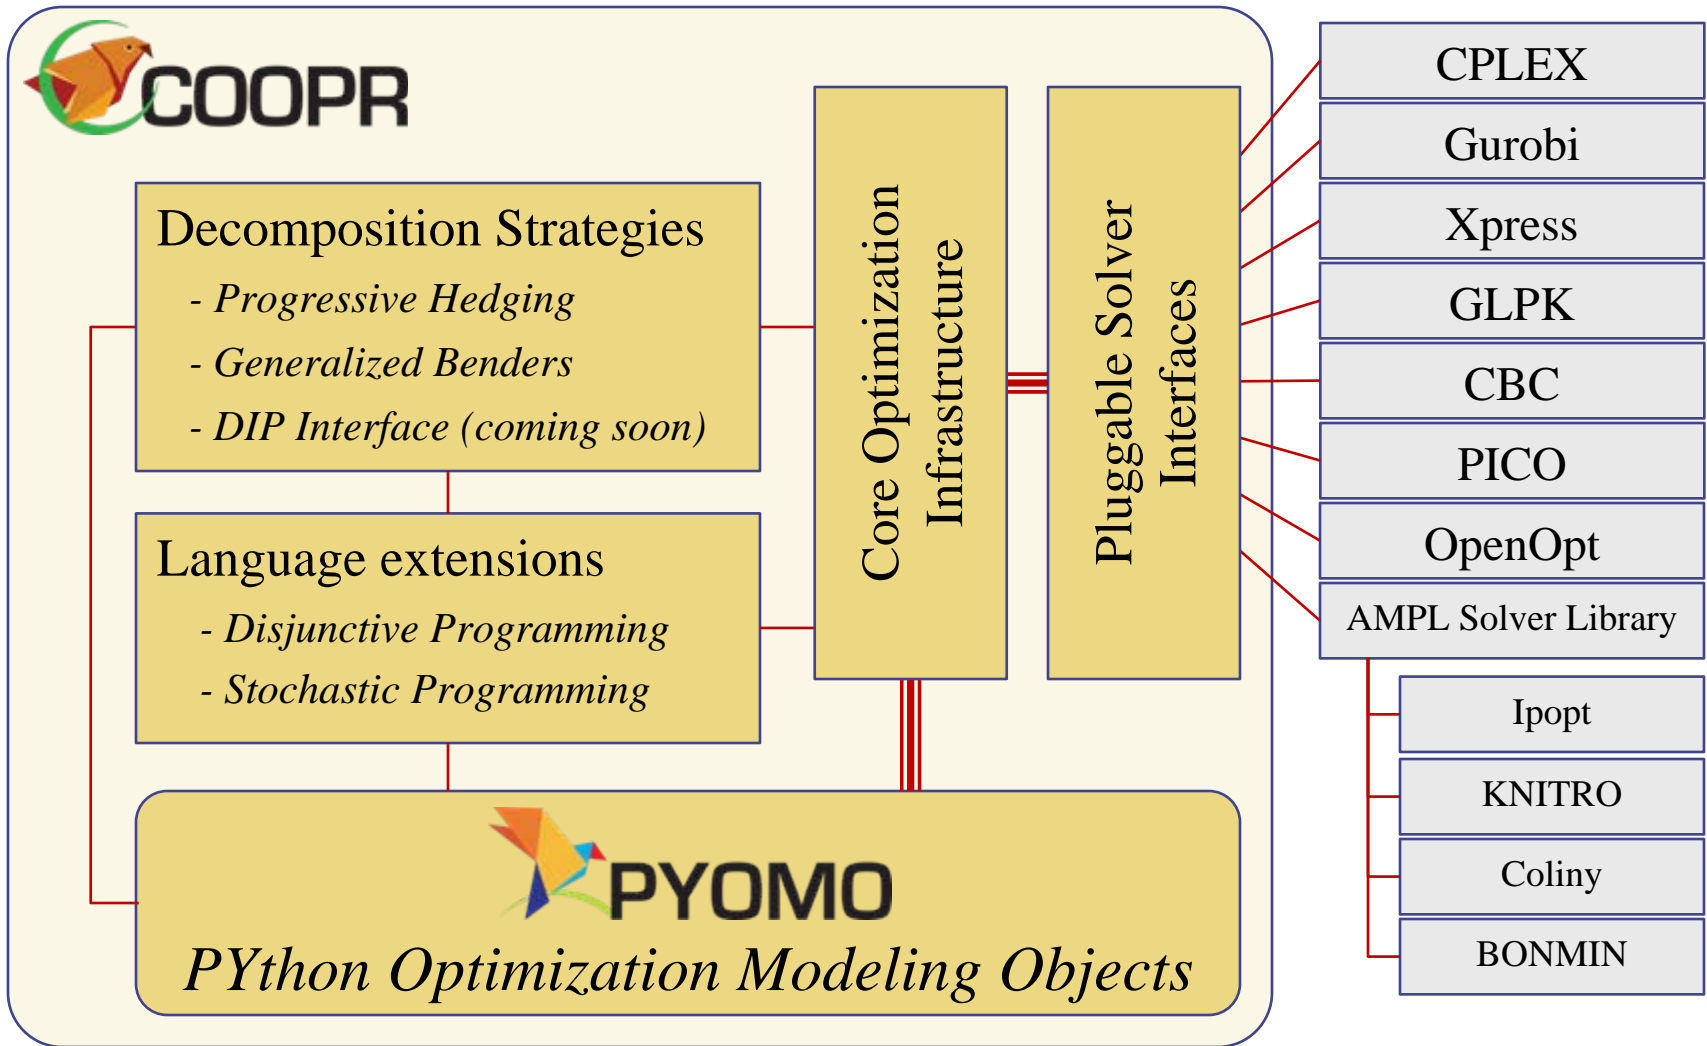 COOPR
Decomposition Strategies
- Progressive Hedging
- Generalized Benders
- DIP Interface (coming soon)
Language extensions
- Disjunctive Programming
- Stochastic Programming
Core Optimization
Infrastructure
Pluggable Solver
Interfaces
PYOMO
PYthon Optimization Modeling Objects
CPLEX
Gurobi
Xpress
GLPK
CBC
PICO
OpenOpt
AMPL Solver Library
Ipopt
KNITRO
Coliny
BONMIN